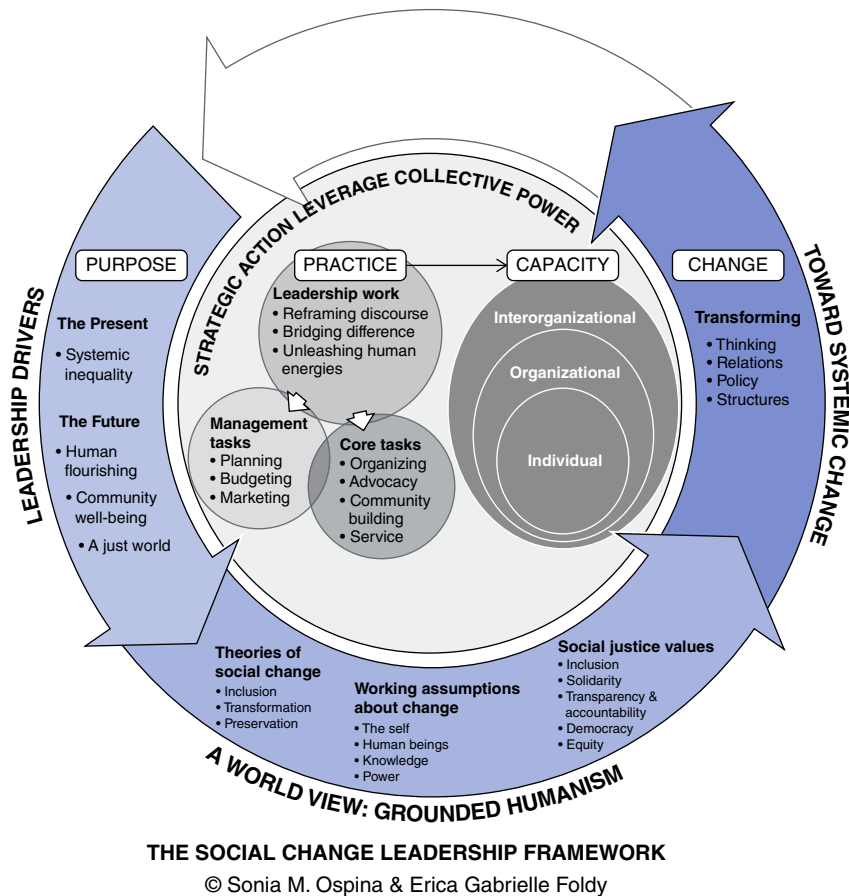 STRATEGIC ACTION LEVERAGE COLLECTIVE POWER
LEADERSHIP DRIVERS
PURPOSE
The Present
• Systemic
inequality
The Future
• Human
flourishing
• Community
well-being
• A just world
PRACTICE
Leadership work
• Reframing discourse
• Bridging difference
• Unleashing human
energies
Management
tasks
• Planning
• Budgeting
• Marketing
Core tasks
• Organizing
• Advocacy
• Community
building
• Service
CAPACITY
Interorganizational
Organizational
Individual
CHANGE
Transforming
• Thinking
• Relations
• Policy
• Structures
TOWARD SYSTEMIC CHANGE
Theories of
social change
• Inclusion
• Transformation
• Preservation
Working assumptions
about change
• The self
• Human beings
• Knowledge
• Power
Social justice values
• Inclusion
• Solidarity
• Transparency &
accountability
• Democracy
• Equity
A WORLD VIEW: GROUNDED HUMANISM
THE SOCIAL CHANGE LEADERSHIP FRAMEWORK
© Sonia M. Ospina & Erica Gabrielle Foldy